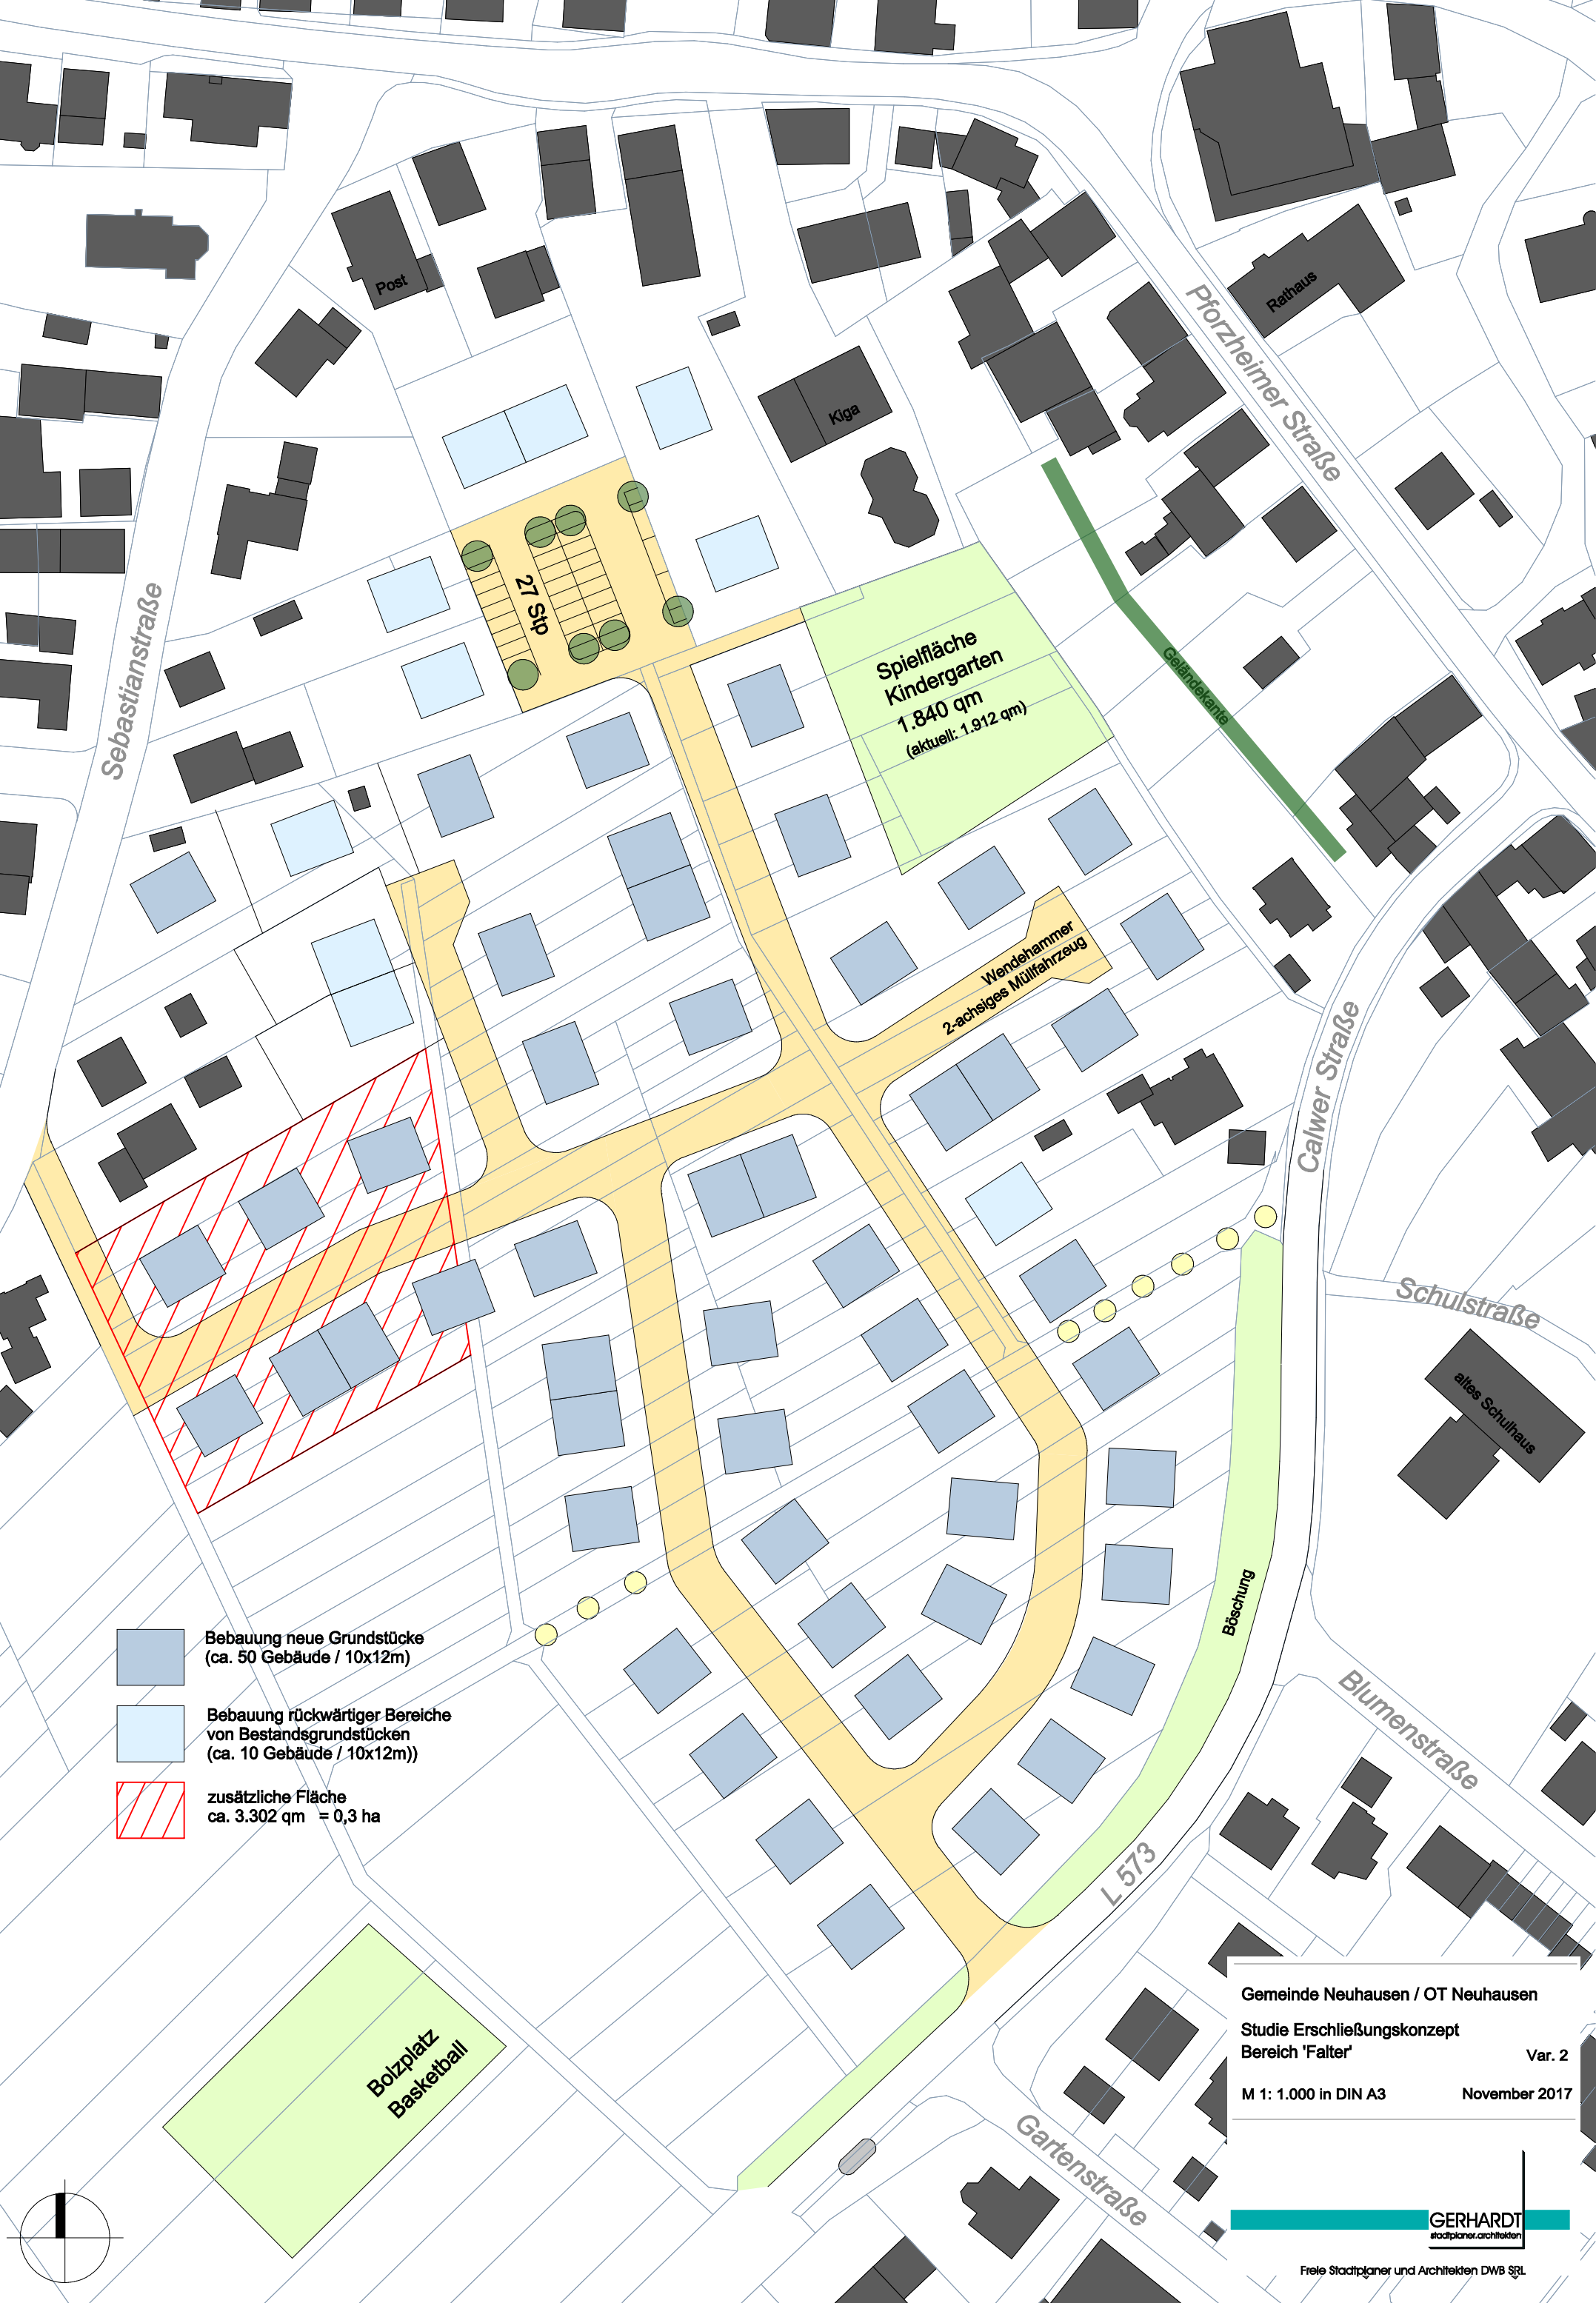 Post
Rathaus
Pforzheimer Straße
Kiga
27 Stp
Sebastianstraße
Spielfläche
Kindergarten
1.840 qm
(aktuell: 1.912 qm)
Geländekante
Wendehammer
2-achsiges Müllfahrzeug
Calwer Straße
Schulstraße
altes Schulhaus
Böschung
Blumenstraße
L 573
Bebauung neue Grundstücke
(ca. 50 Gebäude / 10x12m)
Bebauung rückwärtiger Bereiche
von Bestandsgrundstücken
(ca. 10 Gebäude / 10x12m))
zusätzliche Fläche
ca. 3.302 qm = 0,3 ha
Bolzplatz
Basketball
Gartenstraße
Gemeinde Neuhausen / OT Neuhausen
Studie Erschließungskonzept
Bereich 'Falter'
Var. 2
M 1: 1.000 in DIN A3
November 2017
GERHARDT
stadtplaner.architekten
Freie Stadtplaner und Architekten DWB SRL